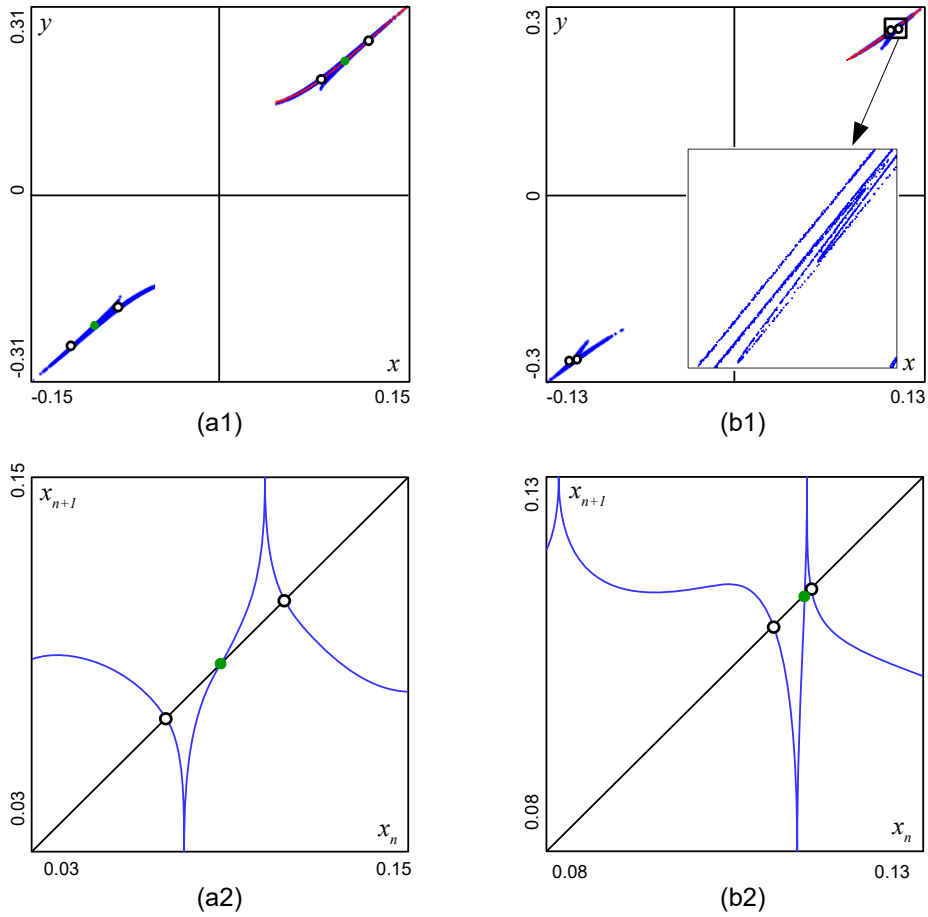 0.31
y
0
-0.31
x
-0.15
0.15
(a1)
0.3
y
0
-0.3
x
-0.13
0.13
(b1)
0.15
x_{n+1}
0.03
x_n
0.03
0.15
(a2)
0.13
x_{n+1}
0.08
x_n
0.08
0.13
(b2)